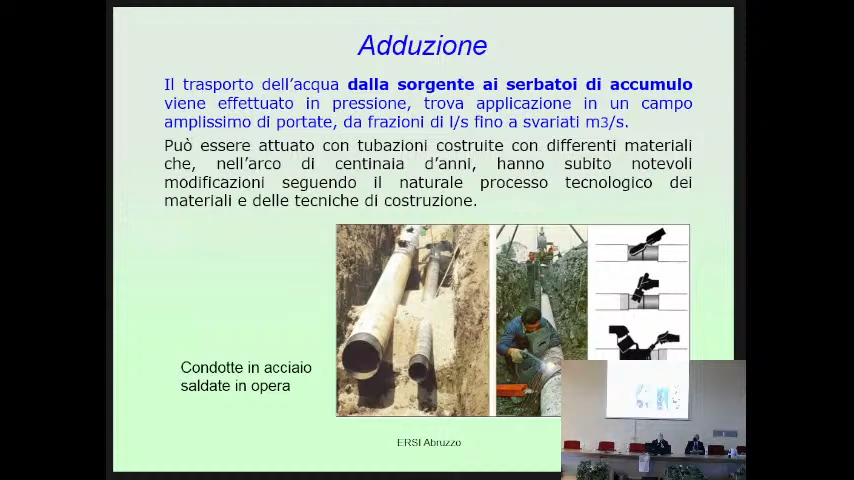 Adduzione
Il trasporto dell'acqua dalla sorgente ai serbatoi di accumulo
viene effettuato in pressione, trova applicazione in un campo
amplissimo di portate, da frazioni di l/s fino a svariati m3/s.
Può essere attuato con tubazioni costruite con differenti materiali
che, nell'arco di centinaia d'anni, hanno subito notevoli
modificazioni seguendo il naturale processo tecnologico dei
materiali e delle tecniche di costruzione.
Condotte in acciaio
saldate in opera
ERSI Abruzzo